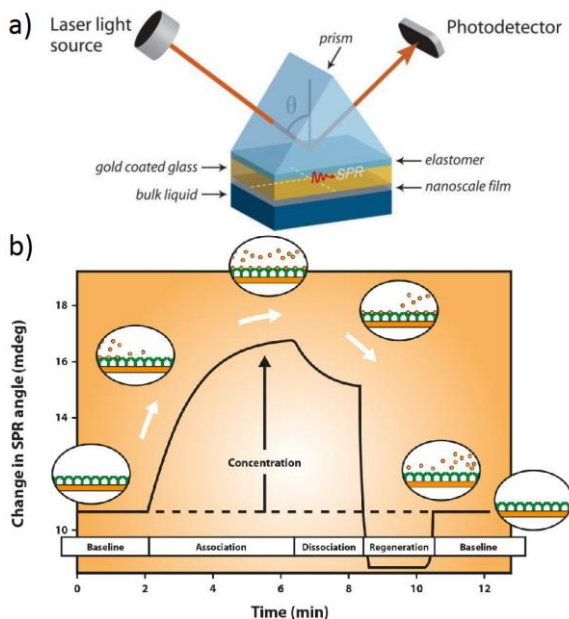 a)
Laser light
source
prism
Photodetector
θ
gold coated glass
elastomer
SPR
bulk liquid
nanoscale film
b)
Change in SPR angle (mdeg)
18
16
14
10
Concentration
Baseline
Association
Dissociation
Regeneration
Baseline
0
2
4
6
8
10
12
Time (min)